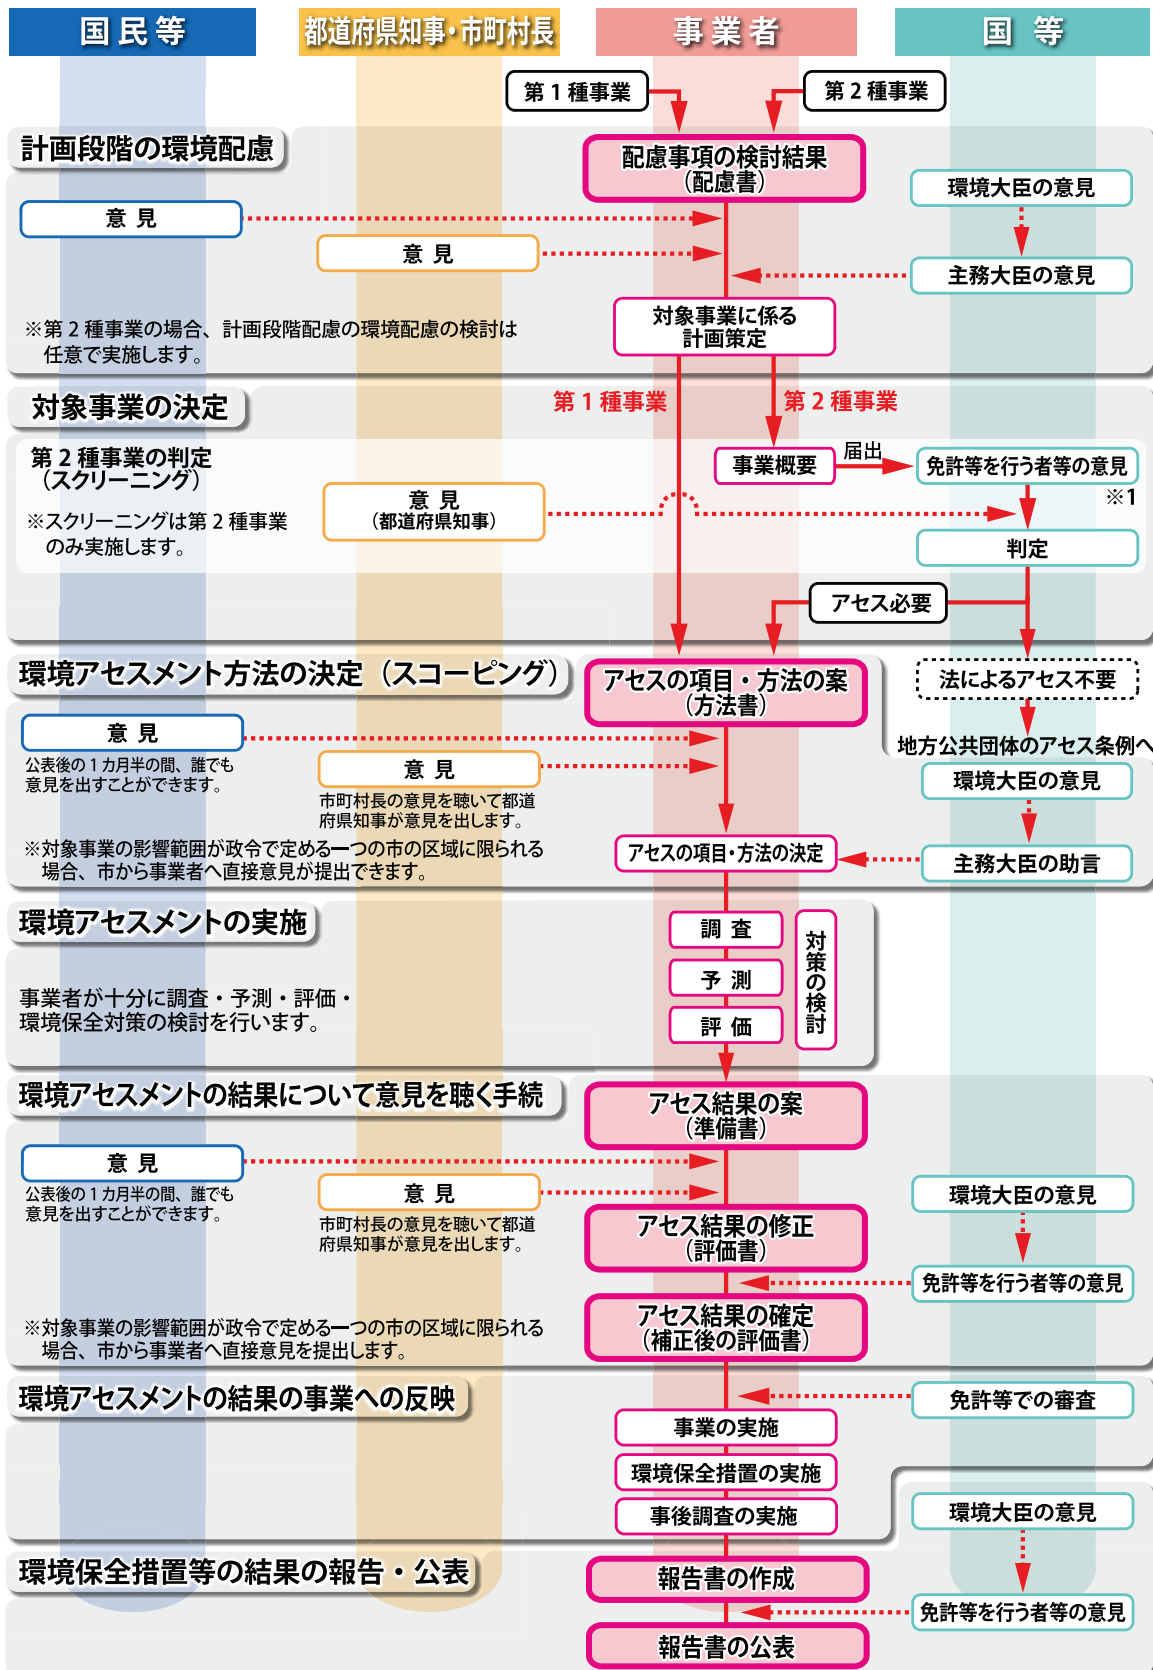 国民等
都道府県知事・市町村長
事業者
国 等
第1種事業
第2種事業
計画段階の環境配慮
配慮事項の検討結果
（配慮書）
環境大臣の意見
意 見
意 見
主務大臣の意見
対象事業に係る
計画策定
※第2種事業の場合、計画段階配慮の環境配慮の検討は
任意で実施します。
対象事業の決定
第1種事業
第2種事業
第2種事業の判定
（スクリーニング）
事業概要
届出
免許等を行う者等の意見
※1
意 見
（都道府県知事）
※スクリーニングは第2種事業
のみ実施します。
判定
アセス必要
環境アセスメント方法の決定（スコーピング）
アセスの項目・方法の案
（方法書）
法によるアセス不要
地方公共団体のアセス条例へ
意 見
公表後の1カ月半の間、誰でも
意見を出すことができます。
意 見
市町村長の意見を聴いて都道
府県知事が意見を出します。
環境大臣の意見
※対象事業の影響範囲が政令で定める一つの市の区域に限られる
場合、市から事業者へ直接意見が提出できます。
アセスの項目・方法の決定
主務大臣の助言
環境アセスメントの実施
調 査
予 測
評 価
対策の検討
事業者が十分に調査・予測・評価・
環境保全対策の検討を行います。
環境アセスメントの結果について意見を聴く手続
アセス結果の案
（準備書）
意 見
公表後の1カ月半の間、誰でも
意見を出すことができます。
意 見
市町村長の意見を聴いて都道
府県知事が意見を出します。
環境大臣の意見
アセス結果の修正
（評価書）
免許等を行う者等の意見
アセス結果の確定
（補正後の評価書）
※対象事業の影響範囲が政令で定める一つの市の区域に限られる
場合、市から事業者へ直接意見を提出します。
環境アセスメントの結果の事業への反映
免許等での審査
事業の実施
環境保全措置の実施
事後調査の実施
環境大臣の意見
環境保全措置等の結果の報告・公表
報告書の作成
免許等を行う者等の意見
報告書の公表